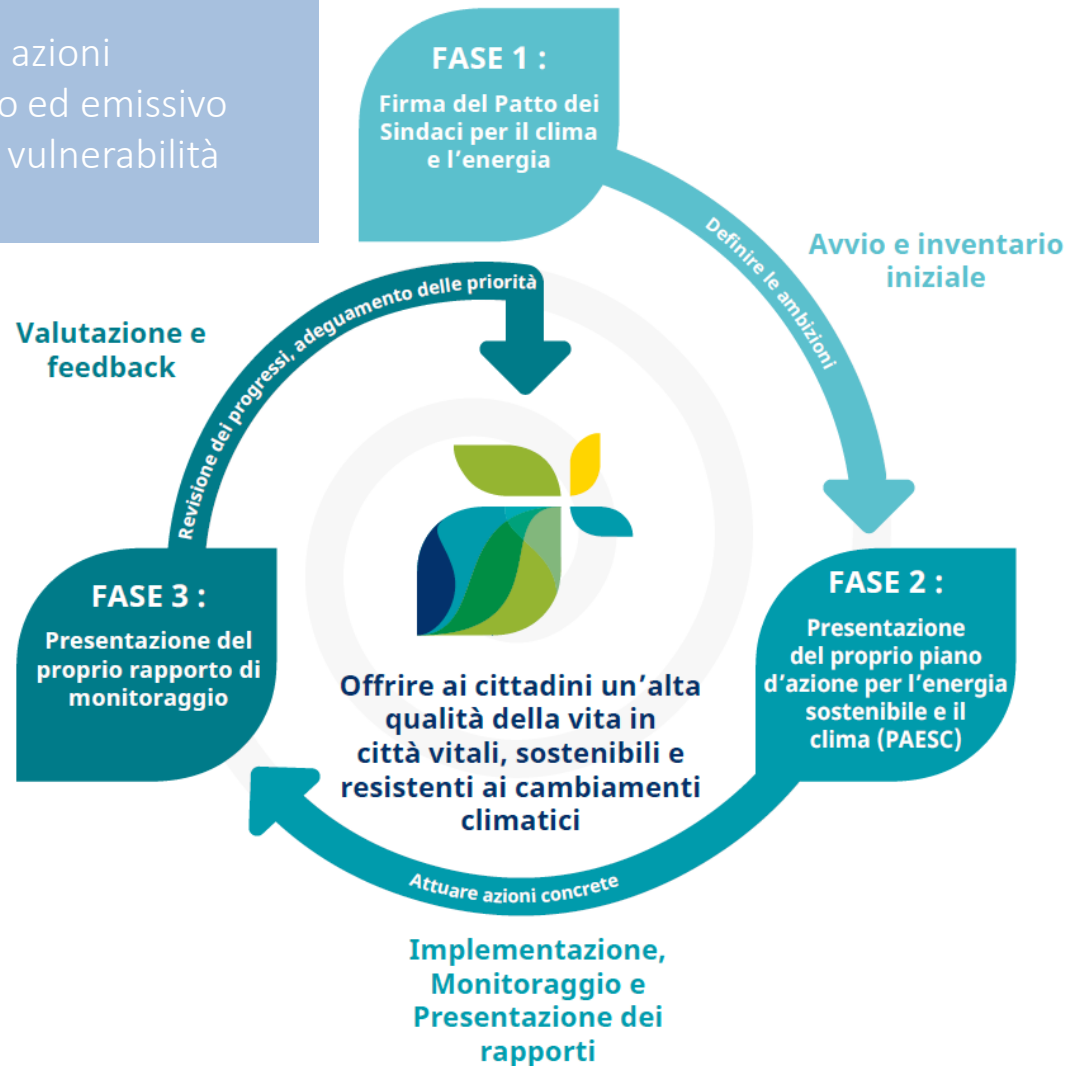 azioni
o ed emissivo
vulnerabilità
FASE 1 :
Firma del Patto dei
Sindaci per il clima
e l'energia
Definire le ambizioni
Avvio e inventario
iniziale
Revisione dei progressi, adeguamento delle priorità
Valutazione e
feedback
FASE 2 :
Presentazione
del proprio piano
d'azione per l'energia
sostenibile e il
clima (PAESC)
FASE 3 :
Presentazione del
proprio rapporto di
monitoraggio
Offrire ai cittadini un'alta
qualità della vita in
città vitali, sostenibili e
resistenti ai cambiamenti
climatici
Attuare azioni concrete
Implementazione,
Monitoraggio e
Presentazione dei
rapporti